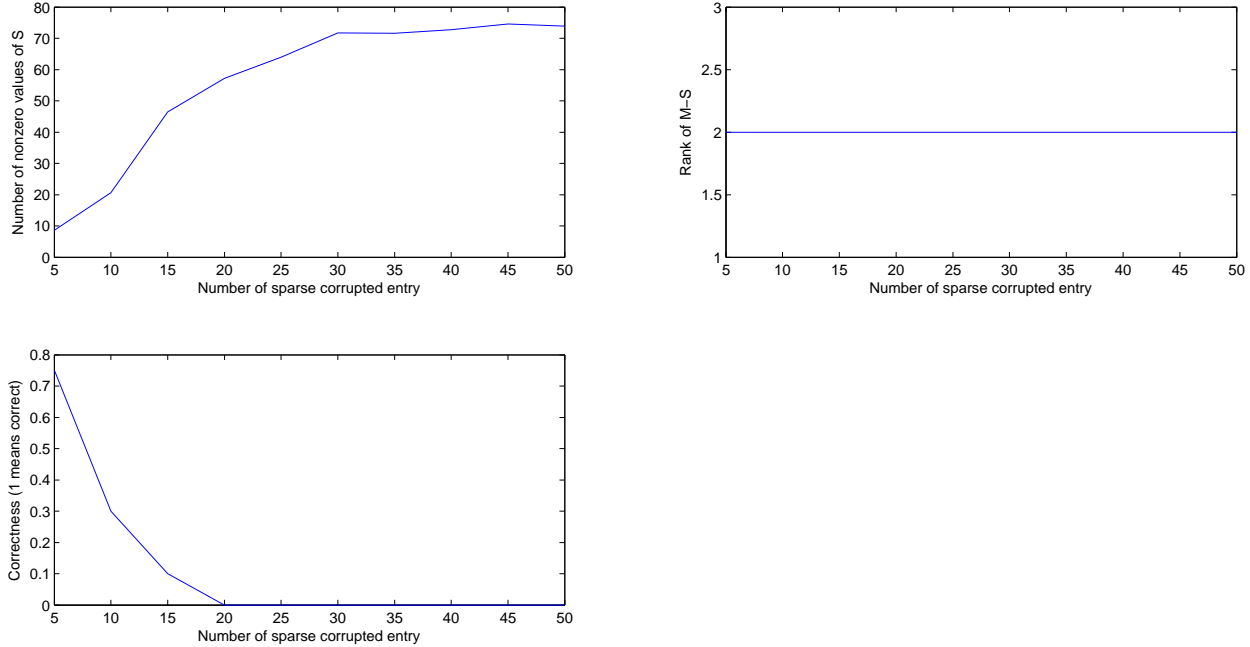 80
70
60
50
40
30
20
10
0
Number of nonzero values of S
5 10 15 20 25 30 35 40 45 50
Number of sparse corrupted entry
3
2.5
2
1.5
1
Rank of M−S
5 10 15 20 25 30 35 40 45 50
Number of sparse corrupted entry
0.8
0.7
0.6
0.5
0.4
0.3
0.2
0.1
0
Correctness (1 means correct)
5 10 15 20 25 30 35 40 45 50
Number of sparse corrupted entry